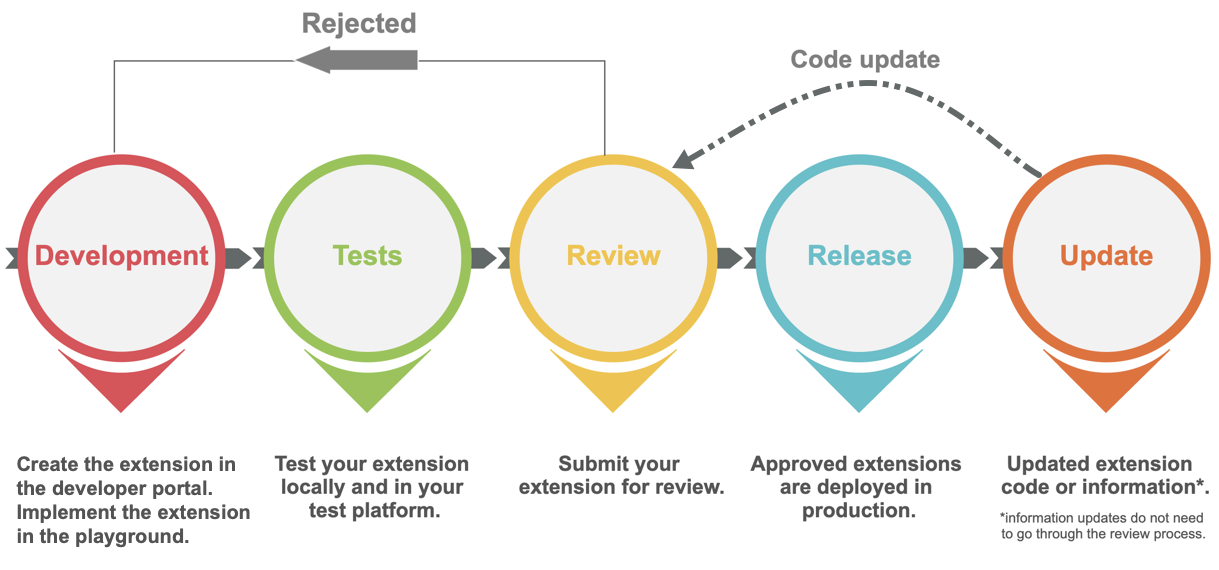 Rejected
Code update
Development
Tests
Review
Release
Update
Create the extension in
the developer portal.
Implement the extension
in the playground.
Test your extension
locally and in your
test platform.
Submit your
extension for review.
Approved extensions
are deployed in
production.
Updated extension
code or information*.
*information updates do not need
to go through the review process.